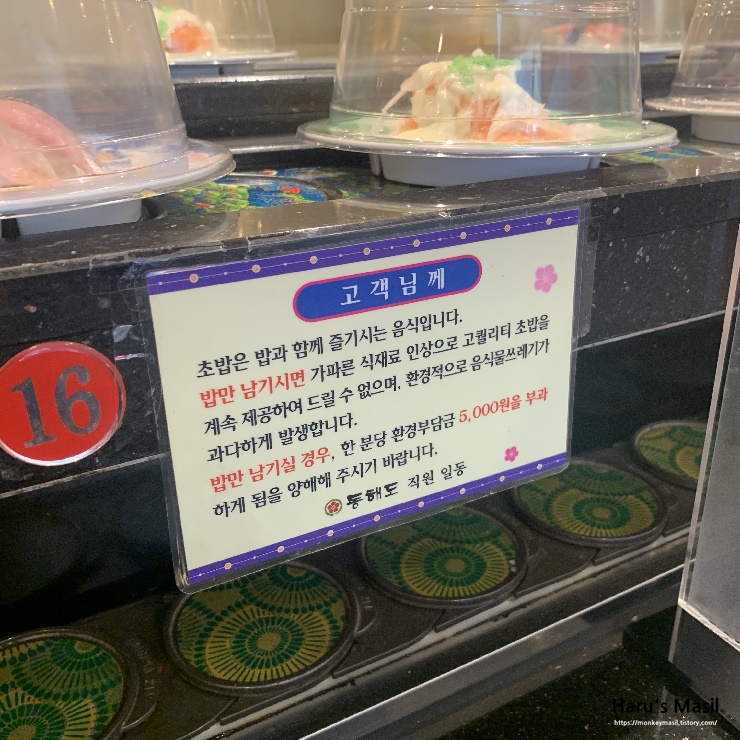 고객님께
초밥은 밥과 함께 즐기시는 음식입니다.
밥만 남기시면 가파른 식재료 인상으로 고퀄리티 초밥을
계속 제공하여 드릴 수 없으며, 환경적으로 음식물쓰레기가
과다하게 발생합니다.
밥만 남기실 경우, 한 분당 환경부담금 5,000원을 부과
하게 됨을 양해해 주시기 바랍니다.
동해도 직원 일동
16
Haru's Masil
https://monkeymasil.tistory.com/